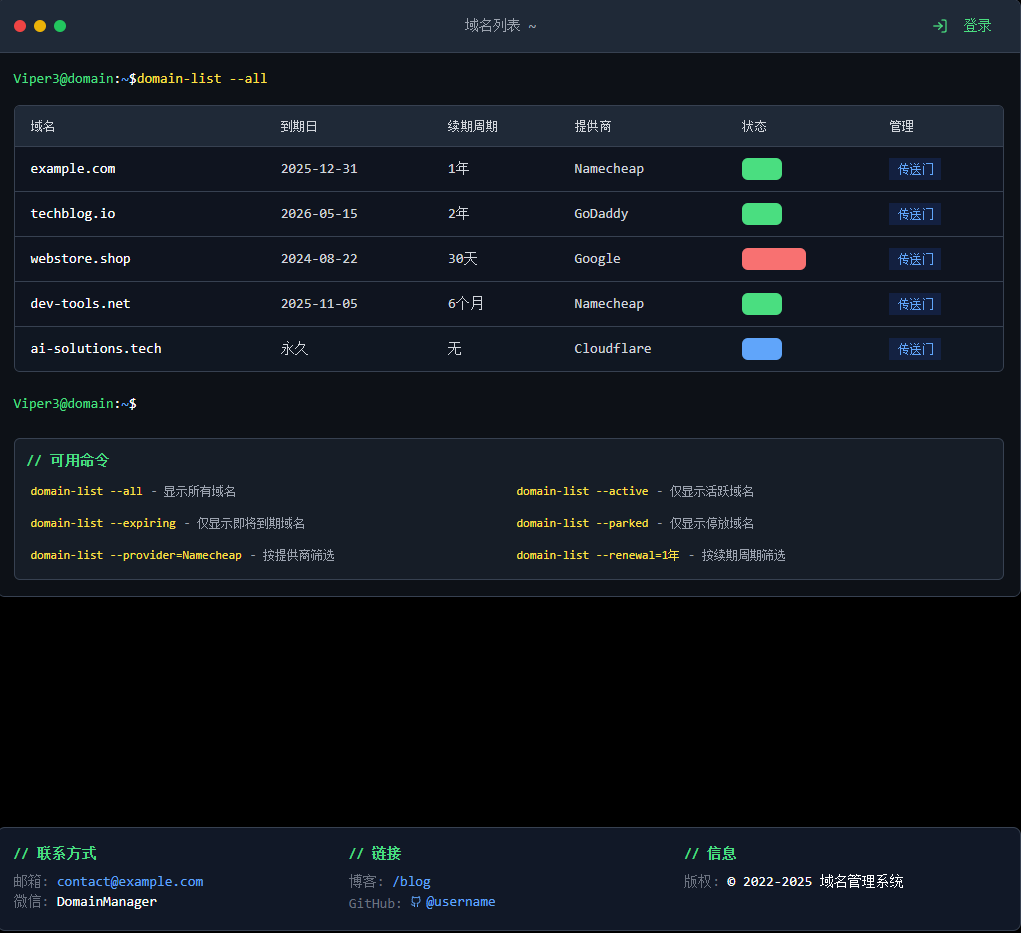 域名列表 ~
登录
Viper3@domain:~$domain-list --all
域名 到期日 续期周期 提供商 状态 管理
example.com 2025-12-31 1年 Namecheap 传送门
techblog.io 2026-05-15 2年 GoDaddy 传送门
webstore.shop 2024-08-22 30天 Google 传送门
dev-tools.net 2025-11-05 6个月 Namecheap 传送门
ai-solutions.tech 永久 无 Cloudflare 传送门
Viper3@domain:~$
// 可用命令
domain-list --all - 显示所有域名
domain-list --active - 仅显示活跃域名
domain-list --expiring - 仅显示即将到期域名
domain-list --parked - 仅显示停放域名
domain-list --provider=Namecheap - 按提供商筛选
domain-list --renewal=1年 - 按续期周期筛选
// 联系方式
邮箱: contact@example.com
微信: DomainManager
// 链接
博客: /blog
GitHub: @username
// 信息
版权: © 2022-2025 域名管理系统